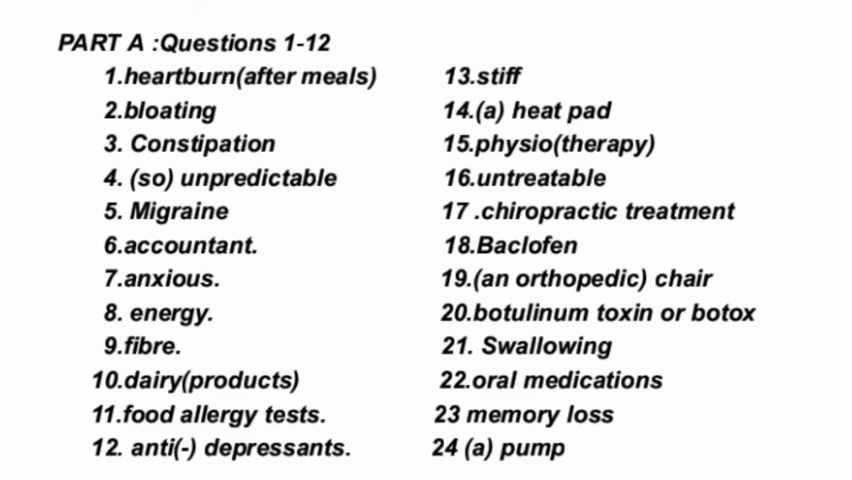 PART A :Questions 1-12
1.heartburn(after meals)
2.bloating
3. Constipation
4. (so) unpredictable
5. Migraine
6.accountant.
7.anxious.
8. energy.
9.fibre.
10.dairy(products)
11.food allergy tests.
12. anti(-) depressants.
13.stiff
14.(a) heat pad
15.physio(therapy)
16.untreatable
17 .chiropractic treatment
18.Baclofen
19.(an orthopedic) chair
20.botulinum toxin or botox
21. Swallowing
22.oral medications
23 memory loss
24 (a) pump